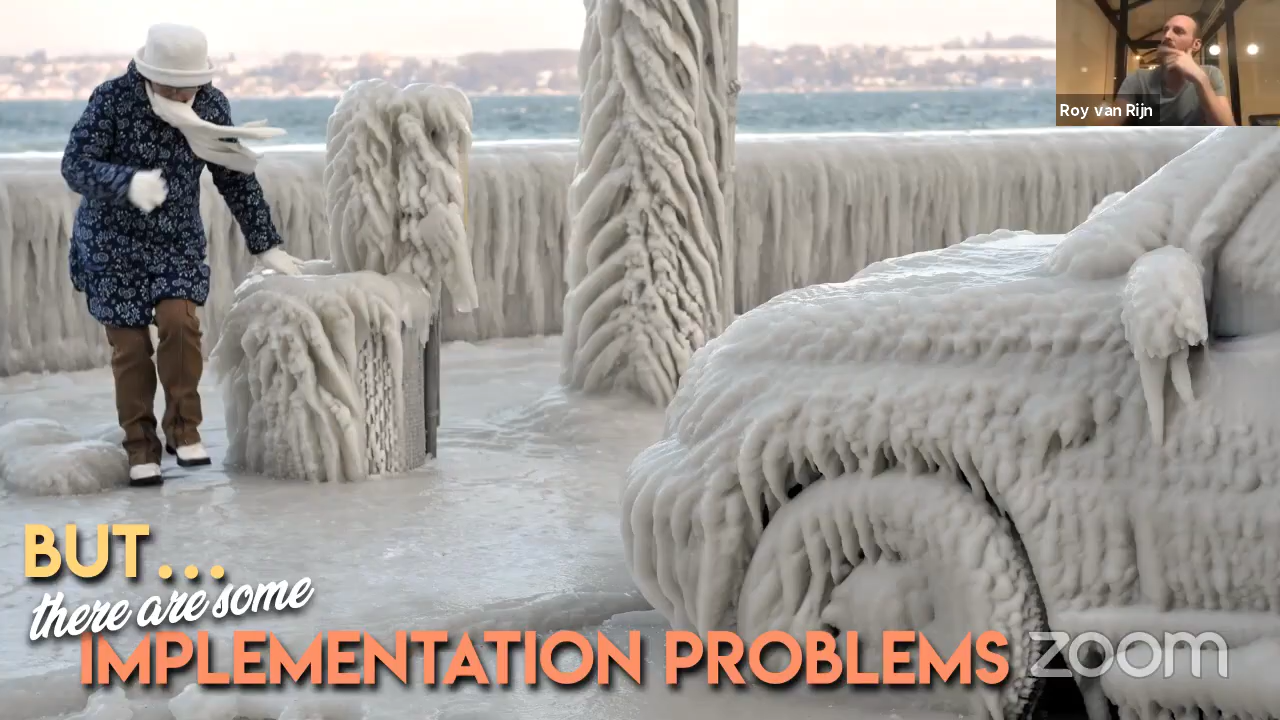 Roy van Rijn
BUT...
there are some
IMPLEMENTATION PROBLEMS
zoom